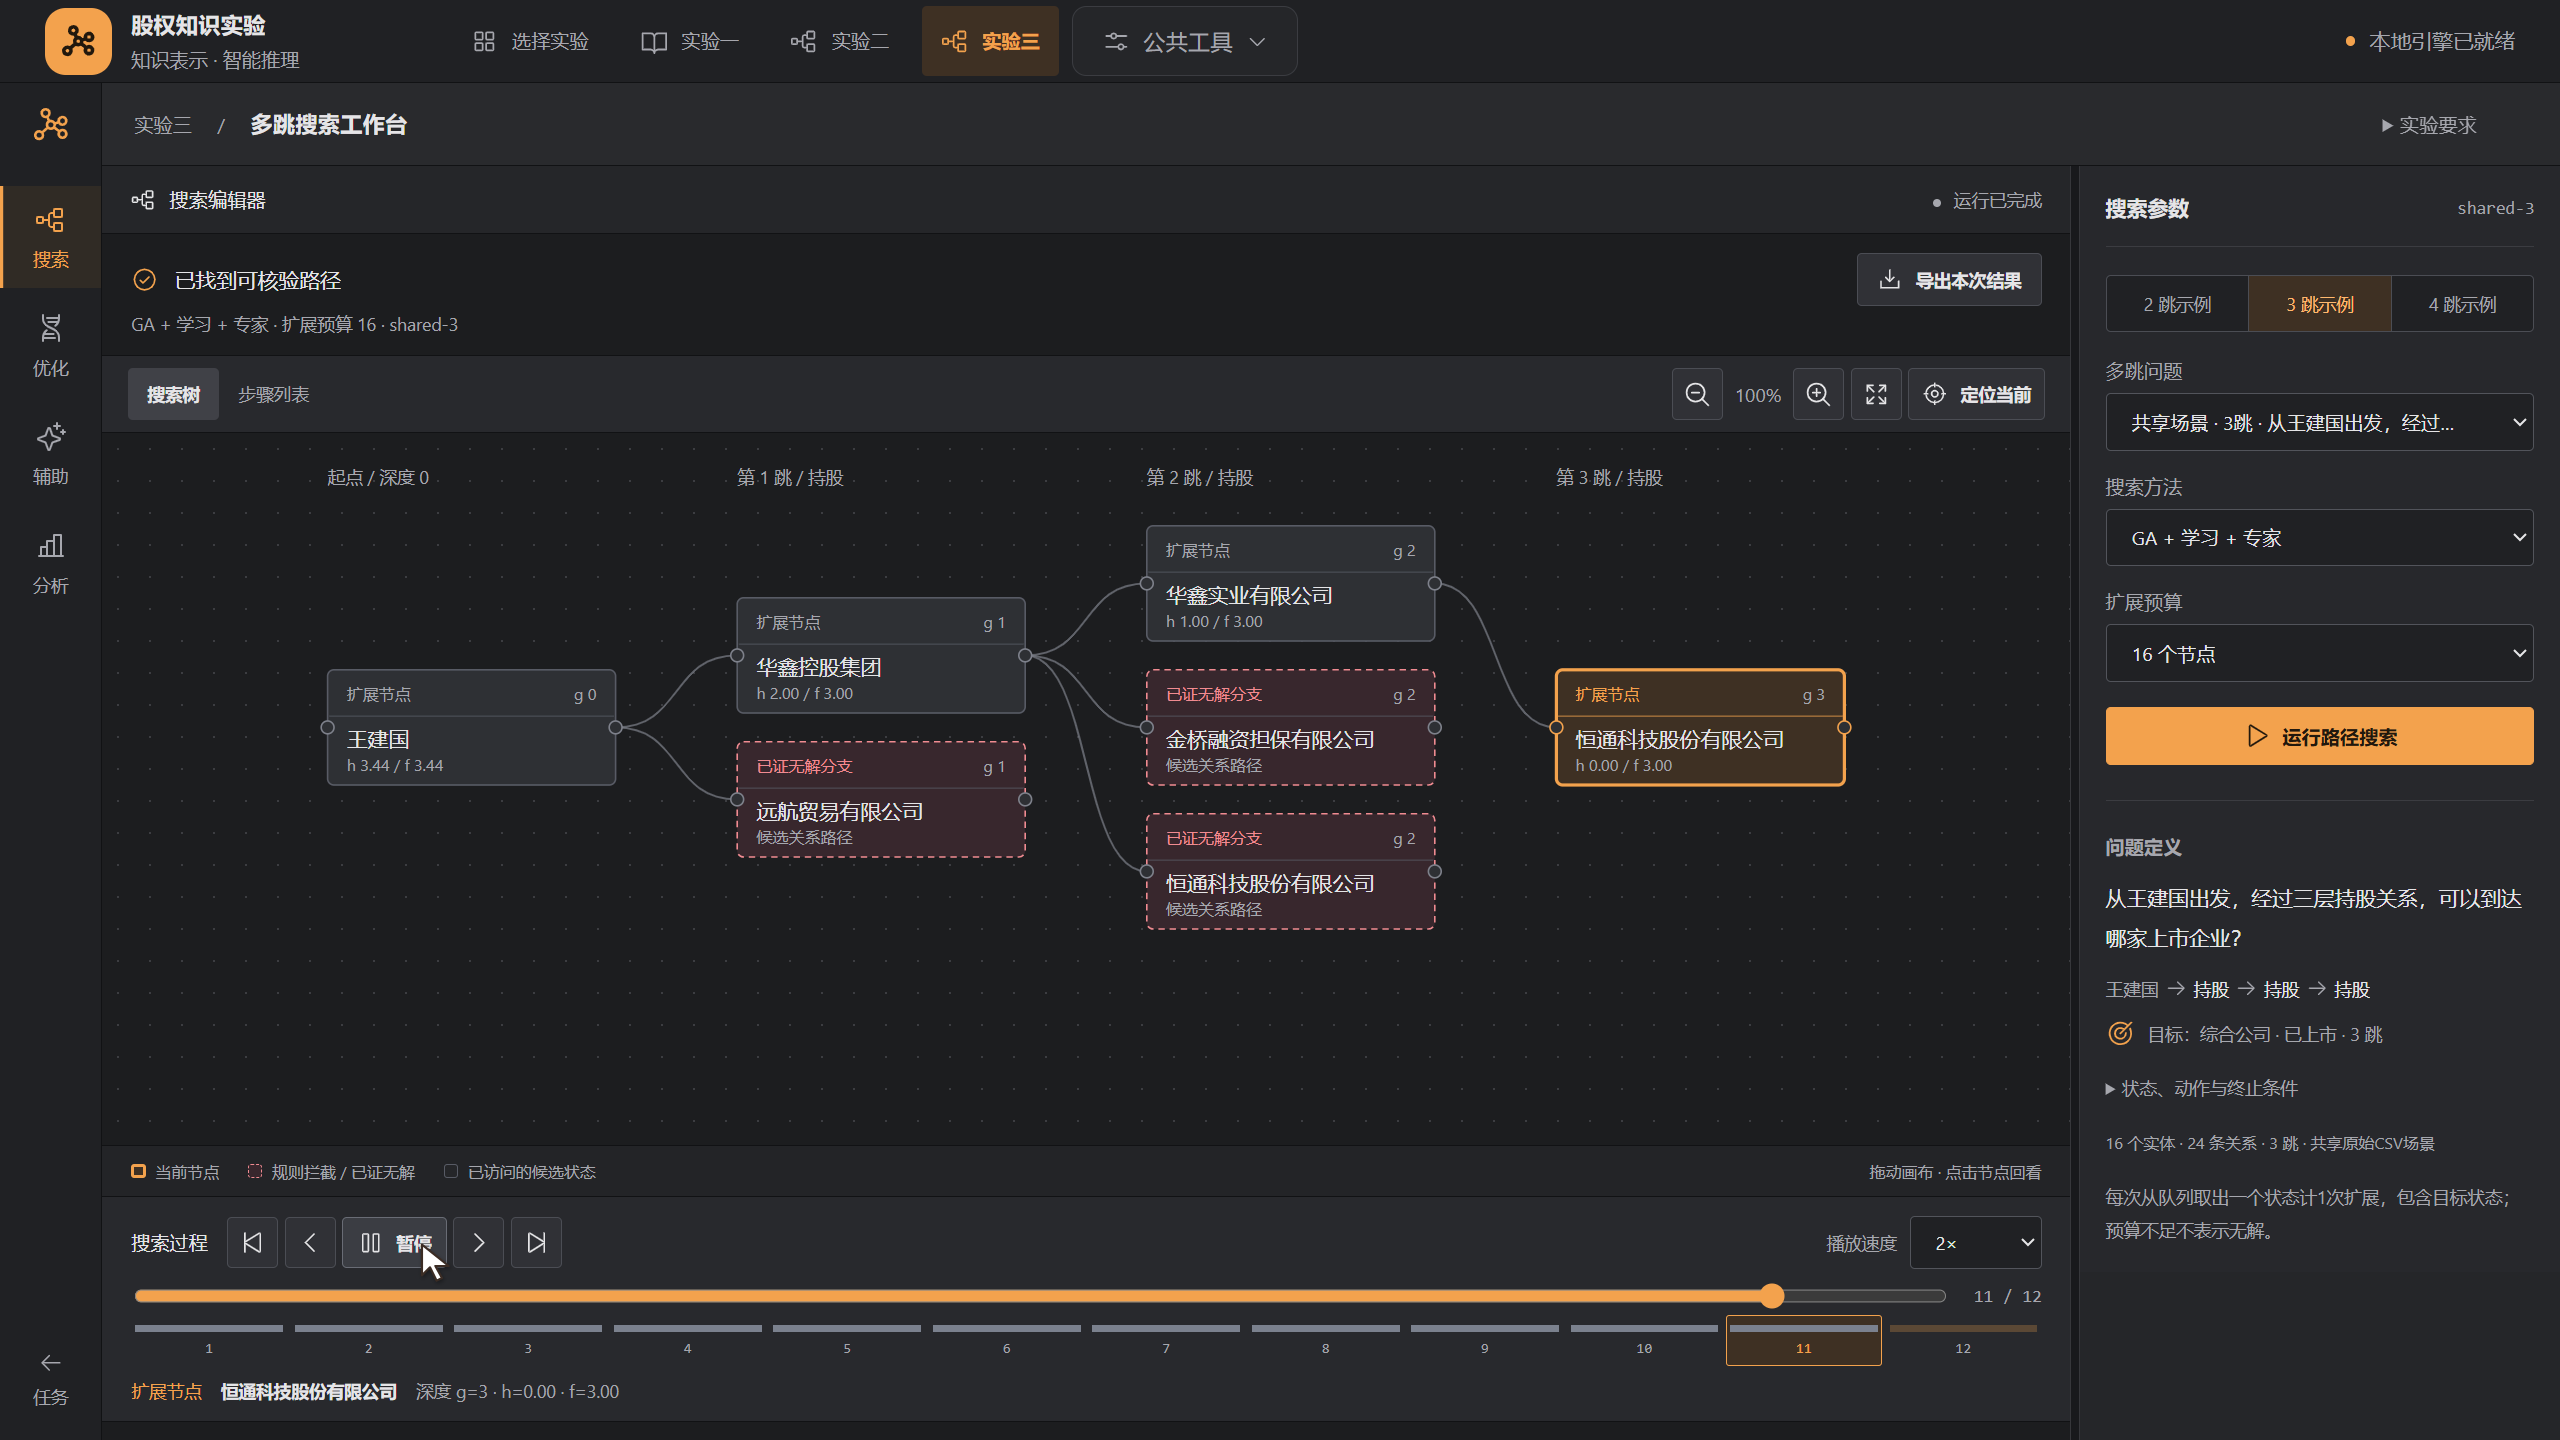 股权知识实验
知识表示 · 智能推理
选择实验
实验一
实验二
实验三
公共工具
本地引擎已就绪
实验三 / 多跳搜索工作台
实验要求
搜索
优化
辅助
分析
任务
搜索编辑器
运行已完成
已找到可核验路径
GA + 学习 + 专家 · 扩展预算 16 · shared-3
导出本次结果
搜索树
步骤列表
100%
定位当前
起点 / 深度 0
第 1 跳 / 持股
第 2 跳 / 持股
第 3 跳 / 持股
扩展节点 g 0
王建国
h 3.44 / f 3.44
扩展节点 g 1
华鑫控股集团
h 2.00 / f 3.00
已证无解分支 g 1
远航贸易有限公司
候选关系路径
扩展节点 g 2
华鑫实业有限公司
h 1.00 / f 3.00
已证无解分支 g 2
金桥融资担保有限公司
候选关系路径
已证无解分支 g 2
恒通科技股份有限公司
候选关系路径
扩展节点 g 3
恒通科技股份有限公司
h 0.00 / f 3.00
当前节点
规则拦截 / 已证无解
已访问的候选状态
拖动画布 · 点击节点回看
搜索过程
暂停
播放速度
2×
11 / 12
1 2 3 4 5 6 7 8 9 10 11 12
扩展节点 恒通科技股份有限公司 深度 g=3 · h=0.00 · f=3.00
搜索参数
shared-3
2 跳示例
3 跳示例
4 跳示例
多跳问题
共享场景 · 3跳 · 从王建国出发，经过...
搜索方法
GA + 学习 + 专家
扩展预算
16 个节点
运行路径搜索
问题定义
从王建国出发，经过三层持股关系，可以到达
哪家上市企业？
王建国 → 持股 → 持股 → 持股
目标：综合公司 · 已上市 · 3 跳
状态、动作与终止条件
16 个实体 · 24 条关系 · 3 跳 · 共享原始CSV场景
每次从队列取出一个状态计1次扩展，包含目标状态；
预算不足不表示无解。